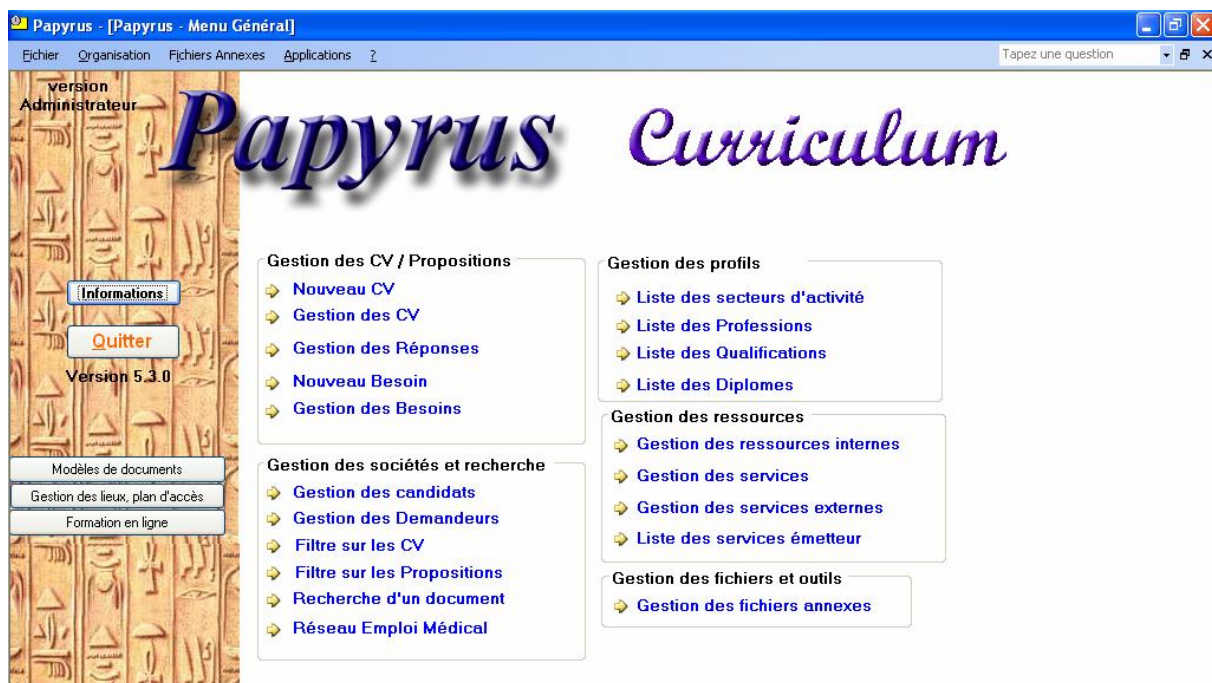 Papyrus - [Papyrus - Menu Général]
Fichier Organisation Fichiers Annexes Applications ?
Tapez une question
version
Administrateur
Papyrus Curriculum
Informations
Quitter
Version 5.3.0
Modèles de documents
Gestion des lieux, plan d'accès
Formation en ligne
Gestion des CV / Propositions
Nouveau CV
Gestion des CV
Gestion des Réponses
Nouveau Besoin
Gestion des Besoins
Gestion des sociétés et recherche
Gestion des candidats
Gestion des Demandeurs
Filtre sur les CV
Filtre sur les Propositions
Recherche d'un document
Réseau Emploi Médical
Gestion des profils
Liste des secteurs d'activité
Liste des Professions
Liste des Qualifications
Liste des Diplomes
Gestion des ressources
Gestion des ressources internes
Gestion des services
Gestion des services externes
Liste des services émetteur
Gestion des fichiers et outils
Gestion des fichiers annexes